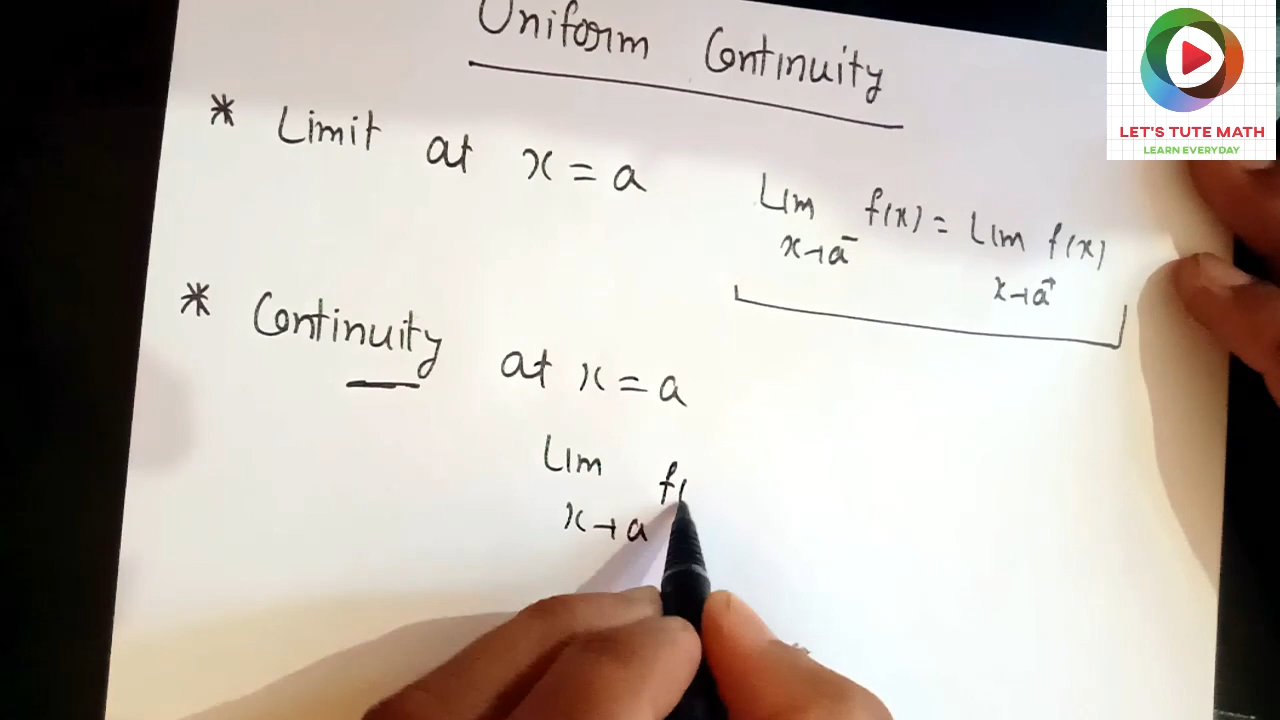 Uniform Continuity
LET'S TUTE MATH
LEARN EVERYDAY
* Limit at x = a
Lim f(x) = Lim f(x)
x→a⁻ x→a⁺
* Continuity at x = a
Lim f(
x→a